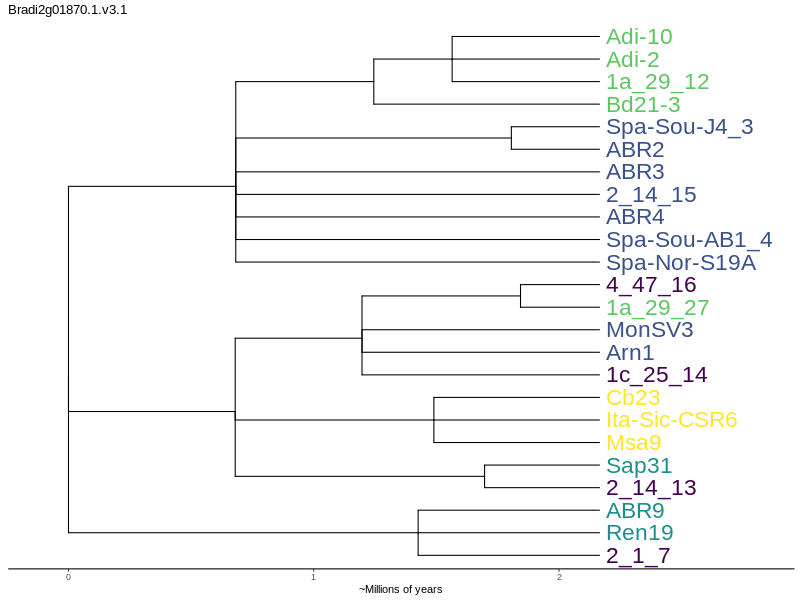 Bradi2g01870.1.v3.1
Adi-10
Adi-2
1a_29_12
Bd21-3
Spa-Sou-J4_3
ABR2
ABR3
2_14_15
ABR4
Spa-Sou-AB1_4
Spa-Nor-S19A
4_47_16
1a_29_27
MonSV3
Arn1
1c_25_14
Cb23
Ita-Sic-CSR6
Msa9
Sap31
2_14_13
ABR9
Ren19
2_1_7
0 1 2
~Millions of years